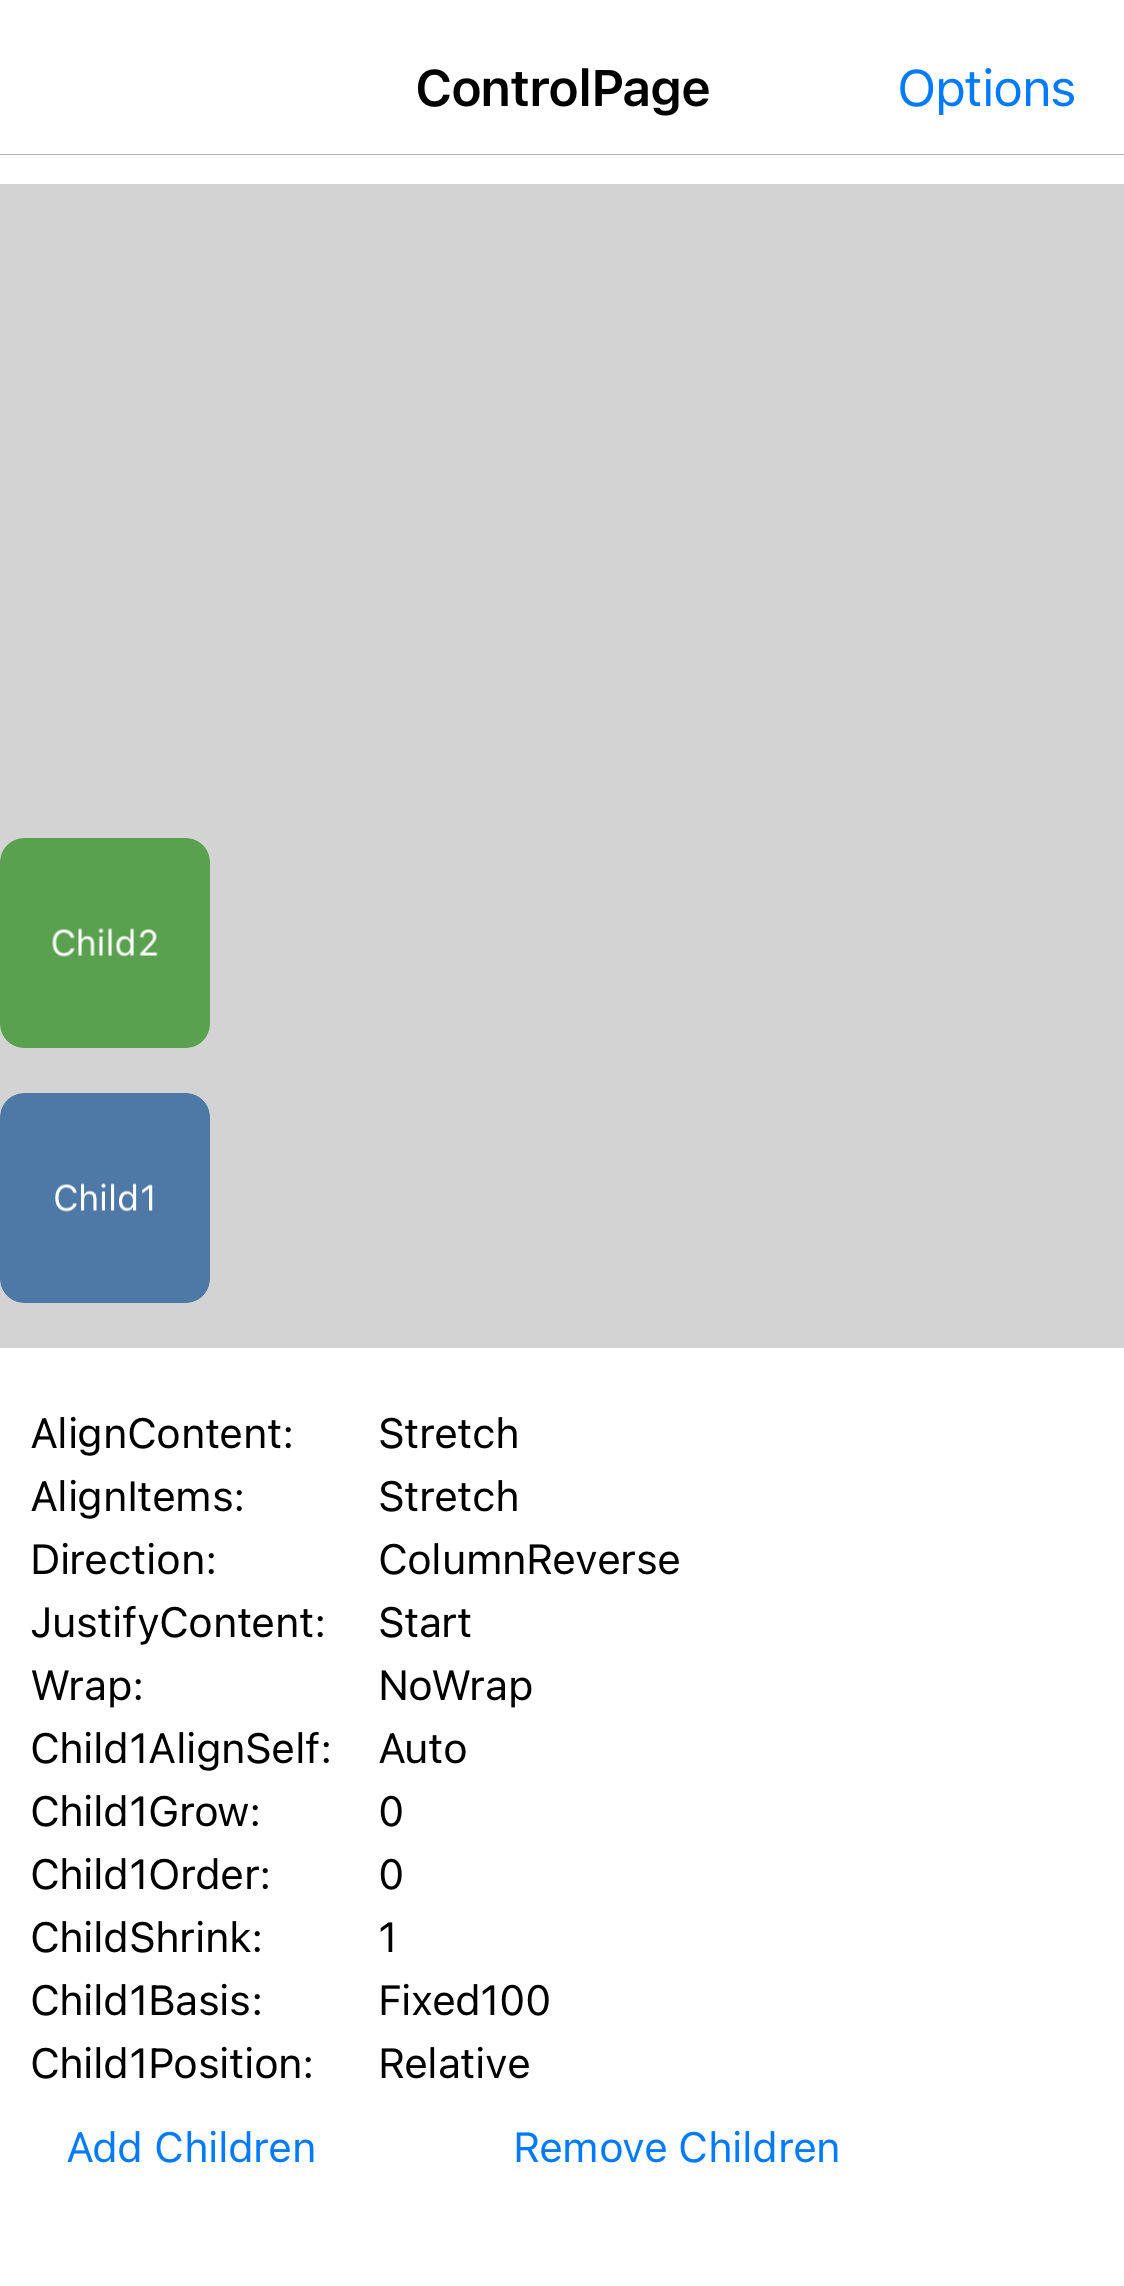 ControlPage
Options
Child2
Child1
AlignContent: Stretch
AlignItems: Stretch
Direction: ColumnReverse
JustifyContent: Start
Wrap: NoWrap
Child1AlignSelf: Auto
Child1Grow: 0
Child1Order: 0
ChildShrink: 1
Child1Basis: Fixed100
Child1Position: Relative
Add Children
Remove Children